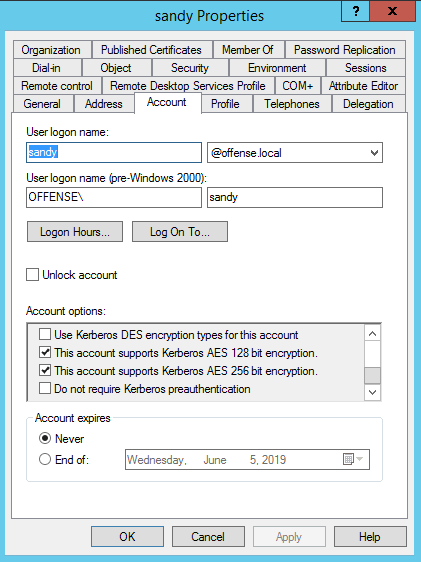 sandy Properties
? x
Organization Published Certificates Member Of Password Replication
Dial-in Object Security Environment Sessions
Remote control Remote Desktop Services Profile COM+ Attribute Editor
General Address Account Profile Telephones Delegation
User logon name:
sandy @offense.local
User logon name (pre-Windows 2000):
OFFENSE\ sandy
Logon Hours... Log On To...
Unlock account
Account options:
Use Kerberos DES encryption types for this account
This account supports Kerberos AES 128 bit encryption.
This account supports Kerberos AES 256 bit encryption.
Do not require Kerberos preauthentication
Account expires
Never
End of: Wednesday, June 5, 2019
OK Cancel Apply Help